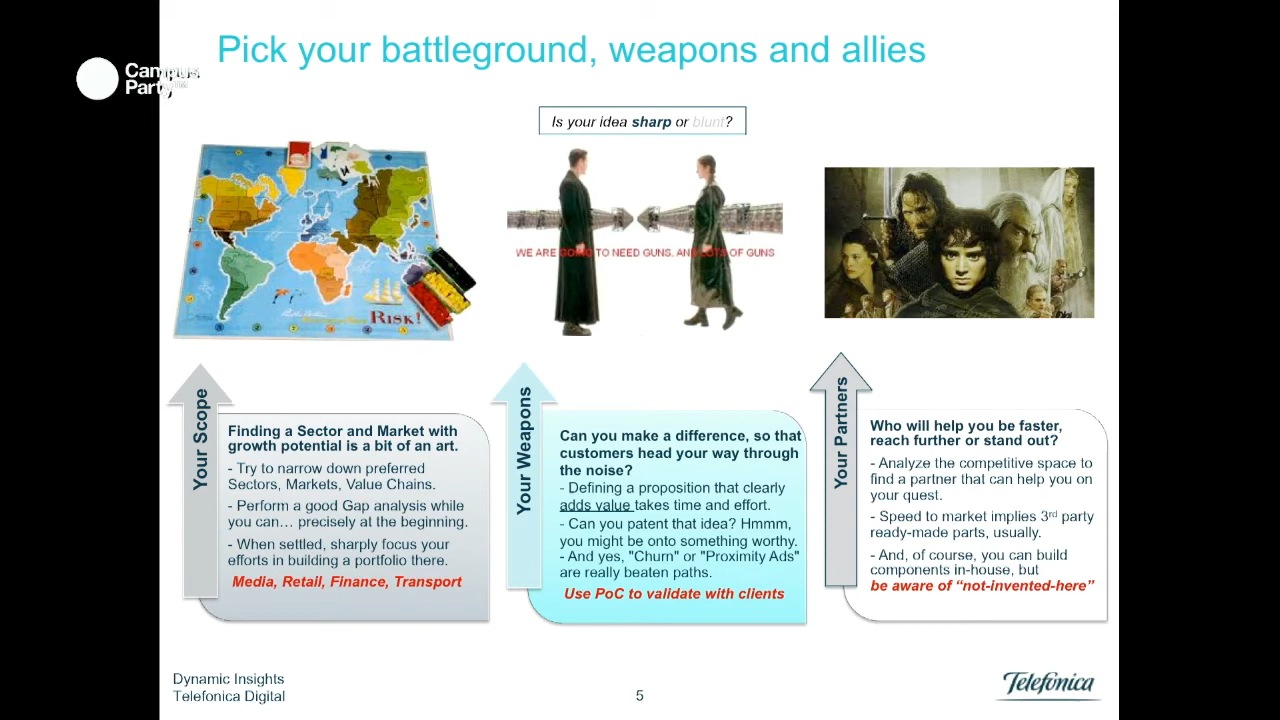 Pick your battleground, weapons and allies
Campus
Party™
Is your idea sharp or blunt?
RISK!
WE ARE GOING TO NEED GUNS. AND LOTS OF GUNS
Your Scope
Finding a Sector and Market with
growth potential is a bit of an art.
- Try to narrow down preferred
Sectors, Markets, Value Chains.
- Perform a good Gap analysis while
you can… precisely at the beginning.
- When settled, sharply focus your
efforts in building a portfolio there.
Media, Retail, Finance, Transport
Your Weapons
Can you make a difference, so that
customers head your way through
the noise?
- Defining a proposition that clearly
adds value takes time and effort.
- Can you patent that idea? Hmmm,
you might be onto something worthy.
- And yes, "Churn" or "Proximity Ads"
are really beaten paths.
Use PoC to validate with clients
Your Partners
Who will help you be faster,
reach further or stand out?
- Analyze the competitive space to
find a partner that can help you on
your quest.
- Speed to market implies 3rd party
ready-made parts, usually.
- And, of course, you can build
components in-house, but
be aware of “not-invented-here”
Dynamic Insights
Telefonica Digital
5
Telefonica